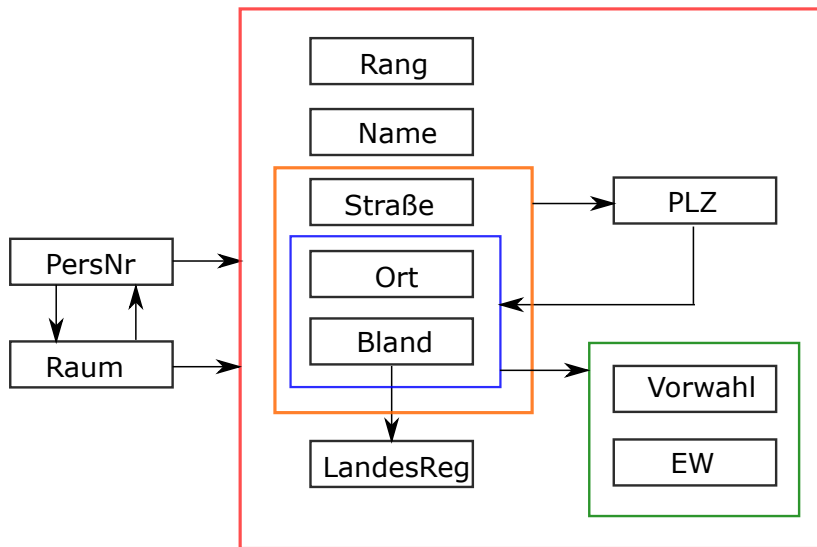 Rang
Name
Straße
PLZ
PersNr
Ort
Bland
Raum
Vorwahl
LandesReg
EW